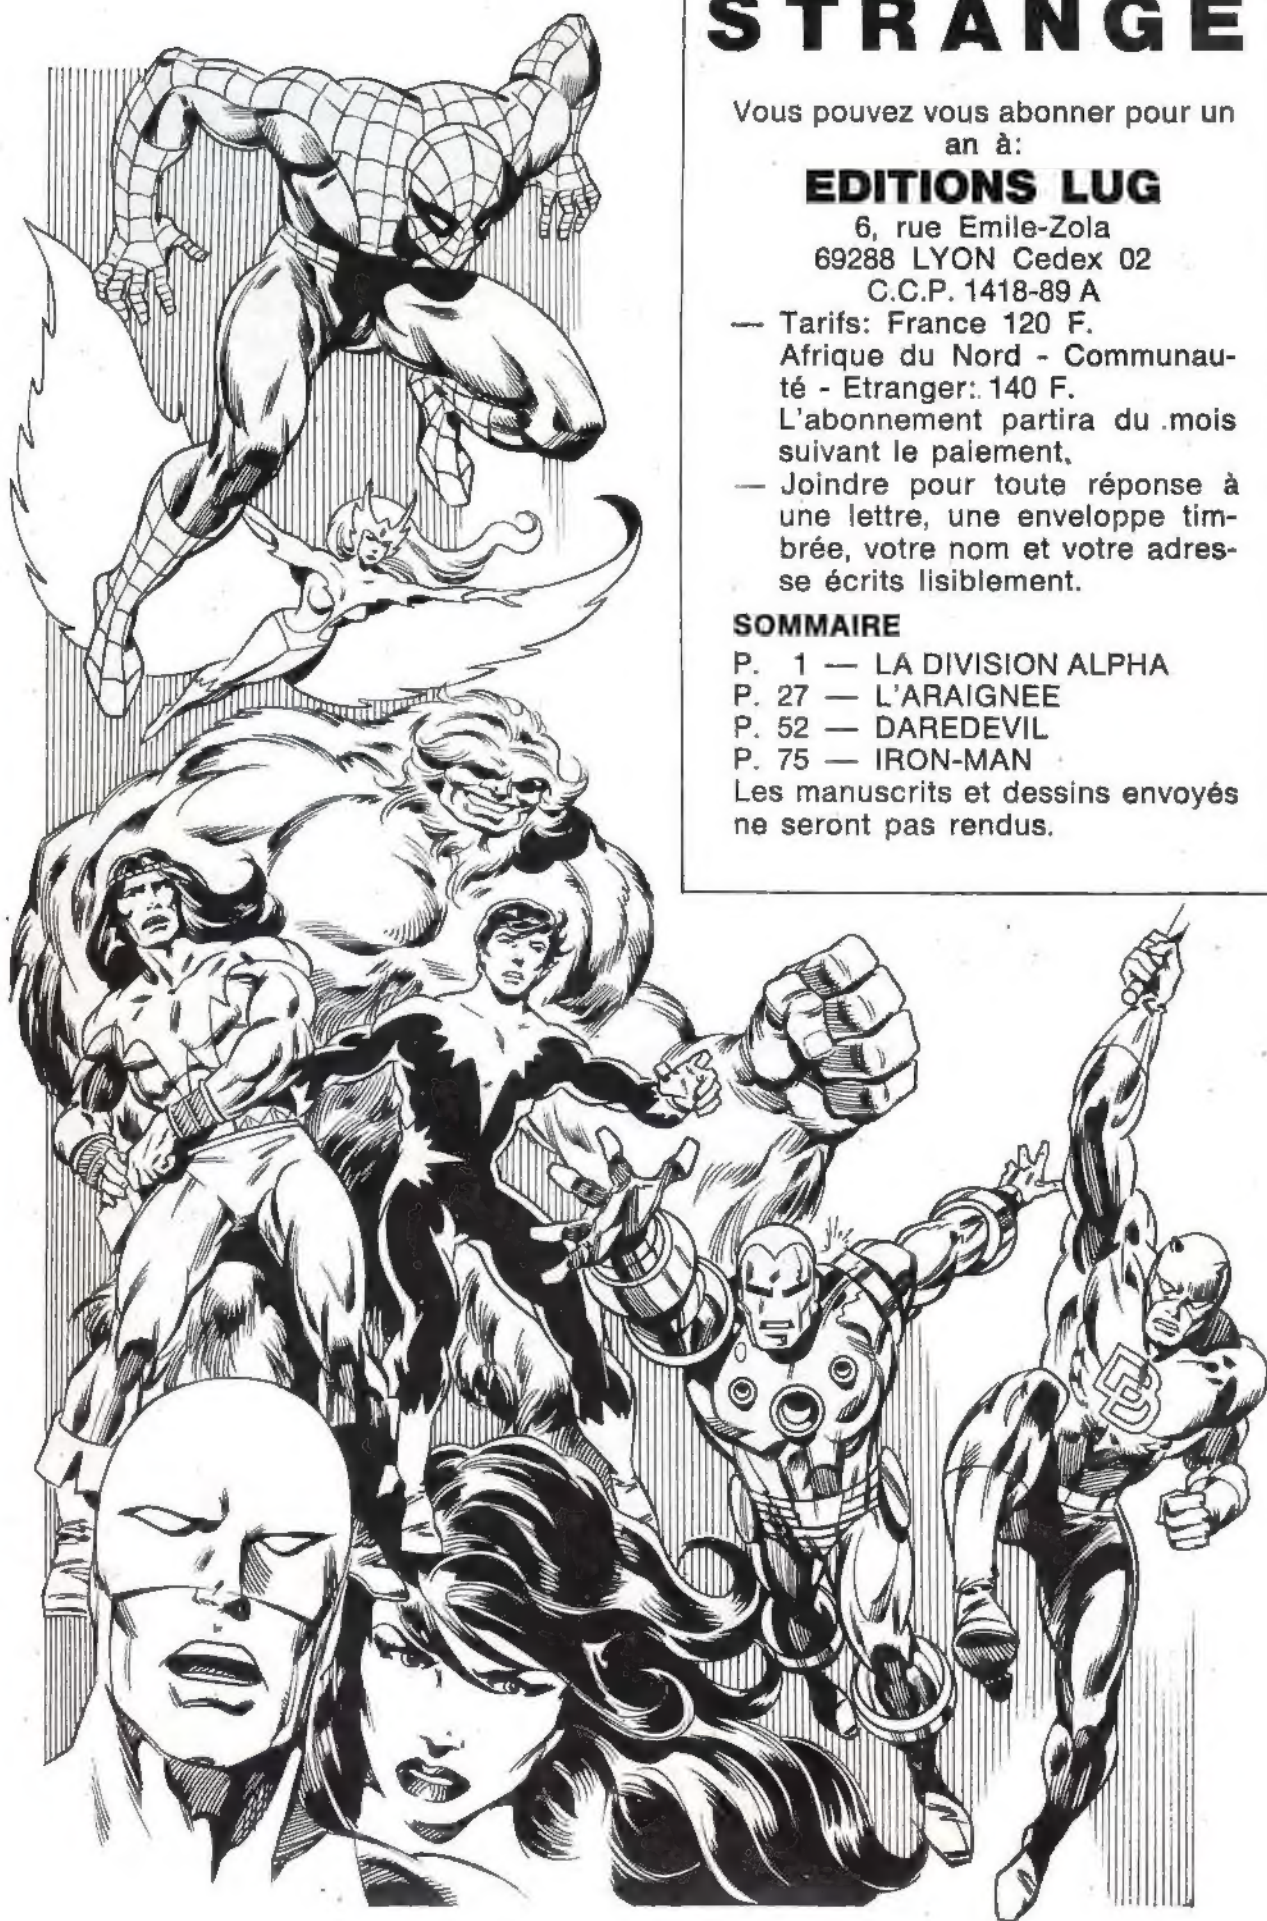 STRANGE
Vous pouvez vous abonner pour un
an à:
EDITIONS LUG
6, rue Emile-Zola
69288 LYON Cedex 02
C.C.P. 1418-89 A
— Tarifs: France 120 F.
Afrique du Nord - Communau-
té - Etranger: 140 F.
L'abonnement partira du mois
suivant le paiement.
— Joindre pour toute réponse à
une lettre, une enveloppe tim-
brée, votre nom et votre adres-
se écrits lisiblement.
SOMMAIRE
P. 1 — LA DIVISION ALPHA
P. 27 — L'ARAIGNEE
P. 52 — DAREDEVIL
P. 75 — IRON-MAN
Les manuscrits et dessins envoyés
ne seront pas rendus.
DD